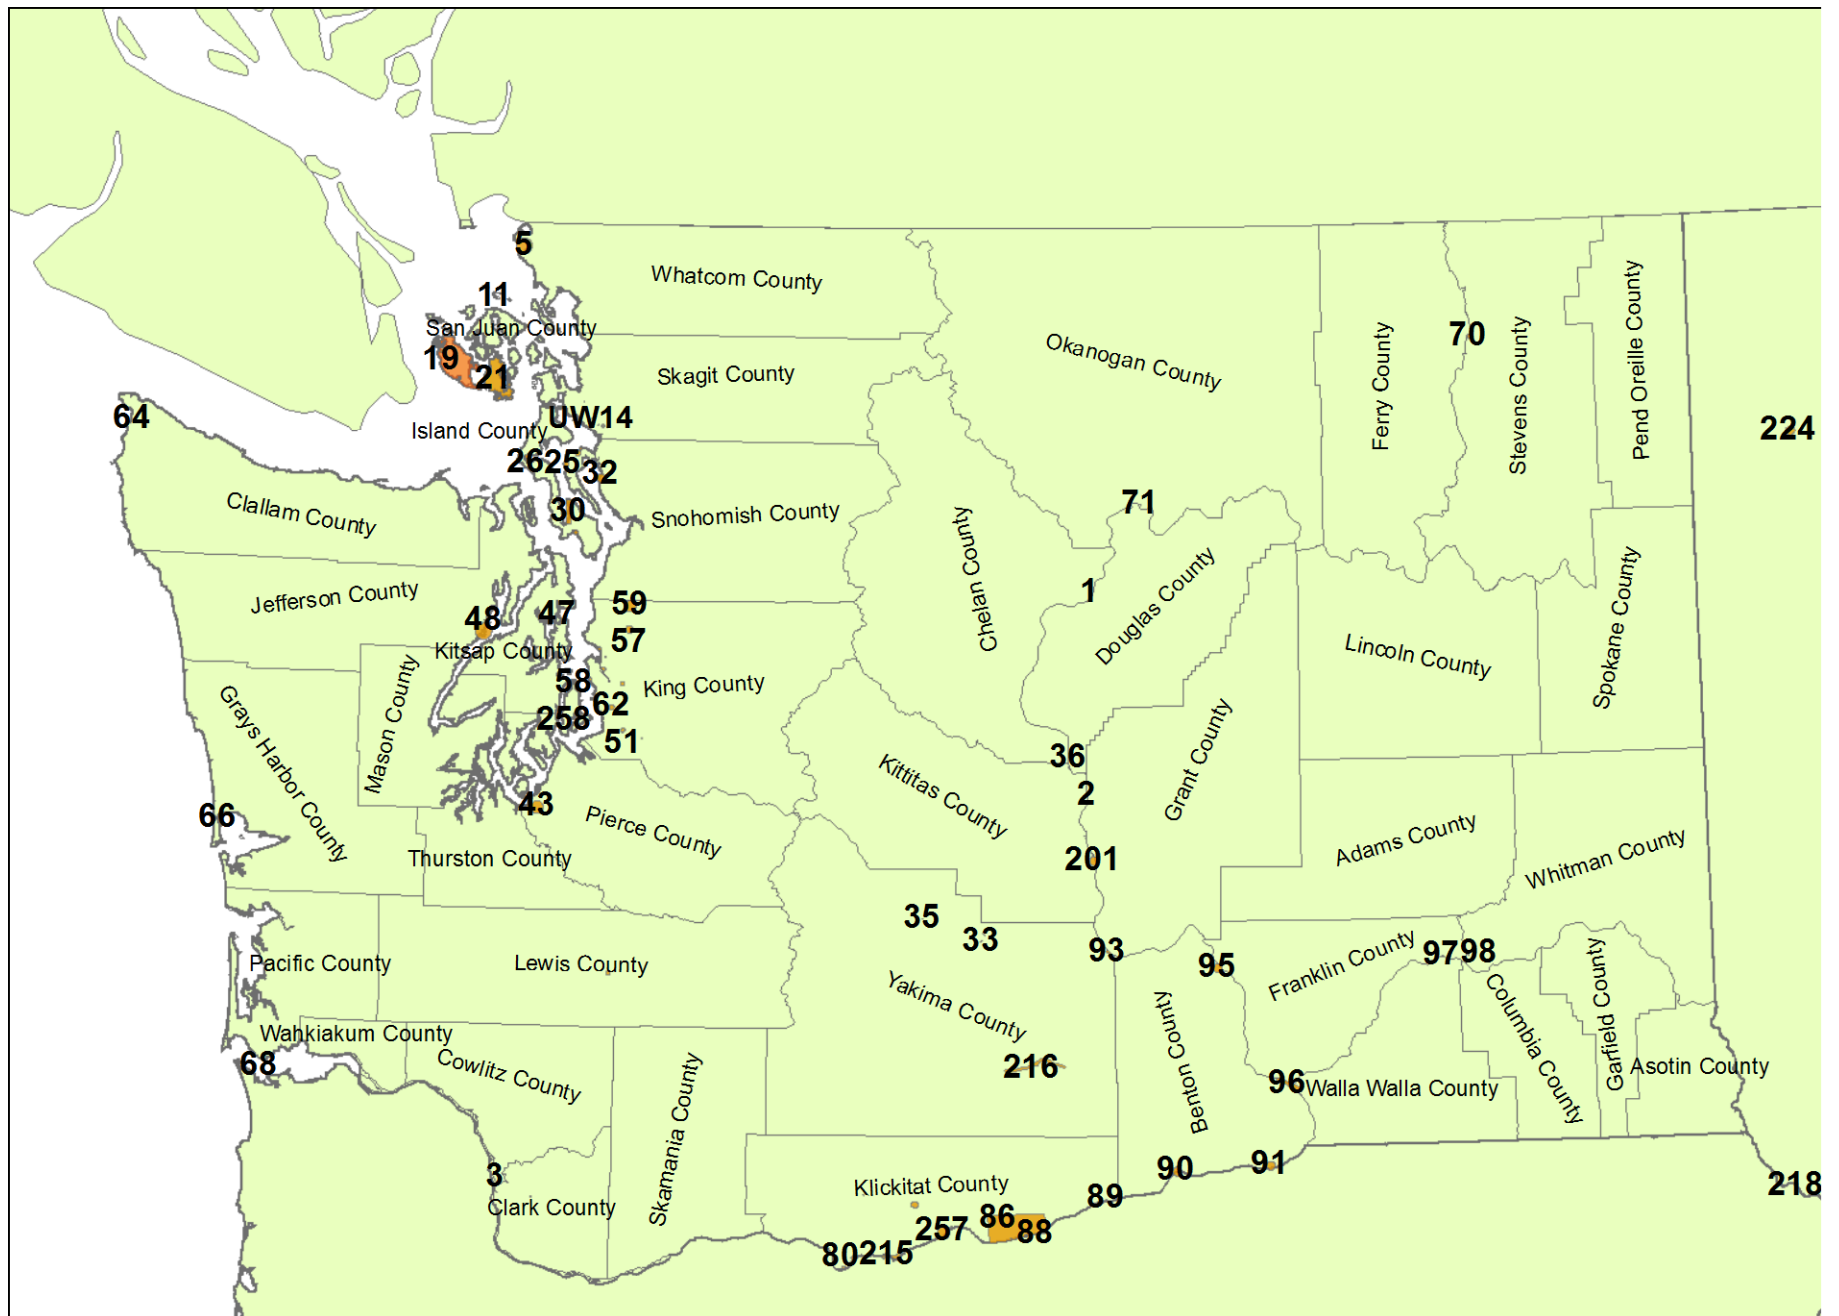 5
Whatcom County
11
San Juan County
19
21
Skagit County
Okanogan County
Ferry County
70
Stevens County
Pend Oreille County
224
64
UW14
Island County
26
25
32
30
Clallam County
Snohomish County
71
Chelan County
1
Douglas County
Jefferson County
48
47
59
57
Kitsap County
Lincoln County
Spokane County
58
King County
62
258
51
Grays Harbor County
Mason County
36
Kittitas County
2
Grant County
66
43
Pierce County
Thurston County
201
Adams County
Whitman County
35
33
93
95
Franklin County
97
98
Pacific County
Lewis County
Yakima County
Columbia County
Garfield County
Wahkiakum County
68
Cowlitz County
216
Benton County
96
Walla Walla County
Asotin County
Skamania County
3
Clark County
Klickitat County
90
91
89
218
86
88
257
80
215